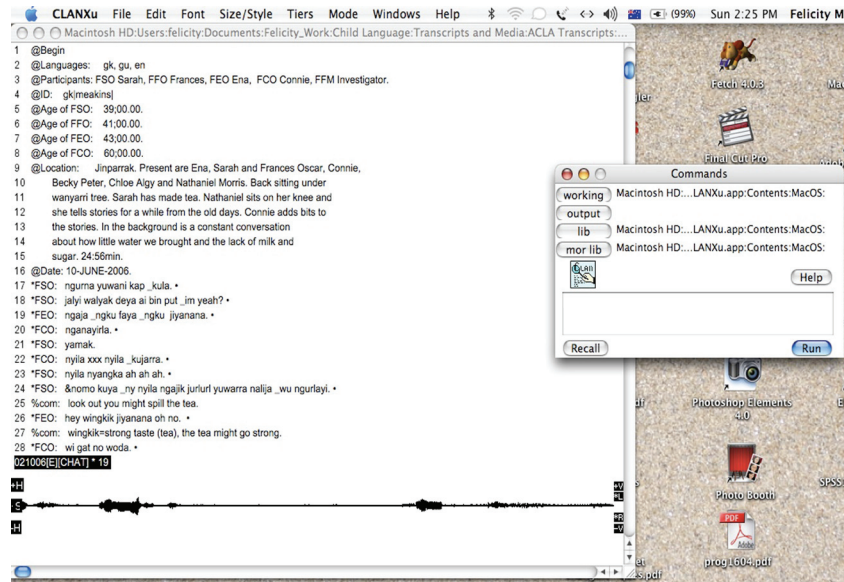 CLANXu File Edit Font Size/Style Tiers Mode Windows Help (99%) Sun 2:25 PM Felicity M
Macintosh HD:Users:felicity:Documents:Felicity_Work:Child Language:Transcripts and Media:ACLA Transcripts:...
1 @Begin
2 @Languages: gk, gu, en
3 @Participants: FSO Sarah, FFO Frances, FEO Ena, FCO Connie, FFM Investigator.
4 @ID: gk|meakins|
5 @Age of FSO: 39;00.00.
6 @Age of FFO: 41;00.00.
7 @Age of FEO: 43;00.00.
8 @Age of FCO: 60;00.00.
9 @Location: Jinparrak. Present are Ena, Sarah and Frances Oscar, Connie,
10 Becky Peter, Chloe Algy and Nathaniel Morris. Back sitting under
11 wanyarri tree. Sarah has made tea. Nathaniel sits on her knee and
12 she tells stories for a while from the old days. Connie adds bits to
13 the stories. In the background is a constant conversation
14 about how little water we brought and the lack of milk and
15 sugar. 24:56min.
16 @Date: 10-JUNE-2006.
17 *FSO: ngurna yuwani kap _kula. •
18 *FSO: jalyi walyak deya ai bin put _im yeah? •
19 *FEO: ngaja _ngku faya _ngku jiyanana. •
20 *FCO: nganayirla. •
21 *FSO: yamak.
22 *FCO: nyila xxx nyila _kujarra. •
23 *FSO: nyila nyangka ah ah ah. •
24 *FSO: &nomo kuya _ny nyila ngajik jurlurl yuwarra nalija _wu ngurlayi. •
25 %com: look out you might spill the tea.
26 *FEO: hey wingkik jiyanana oh no. •
27 %com: wingkik=strong taste (tea), the tea might go strong.
28 *FCO: wi gat no woda. •
021006[E][CHAT] * 19
+H
S
-H
+V
*L
*R
-V
Commands
working Macintosh HD:...LANXu.app:Contents:MacOS:
output
lib Macintosh HD:...LANXu.app:Contents:MacOS:
mor lib Macintosh HD:...LANXu.app:Contents:MacOS:
CLAN
Help
Recall Run
Fetch 4.0.3
Final Cut Pro
Photoshop Elements
4.0
Photo Booth
SPSS
PDF
Adobe
prog1604.pdf